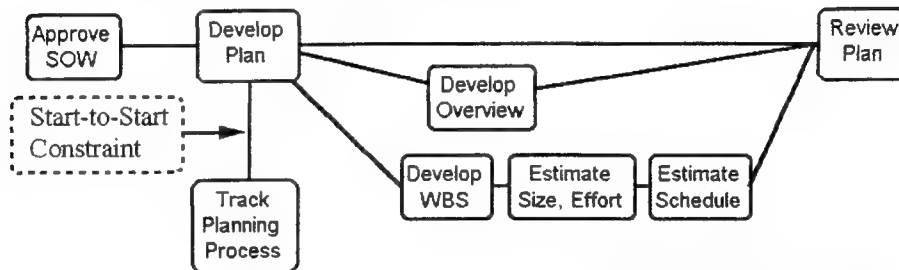 Approve
SOW
Develop
Plan
Review
Plan
Develop
Overview
Start-to-Start
Constraint
Develop
WBS
Estimate
Size, Effort
Estimate
Schedule
Track
Planning
Process